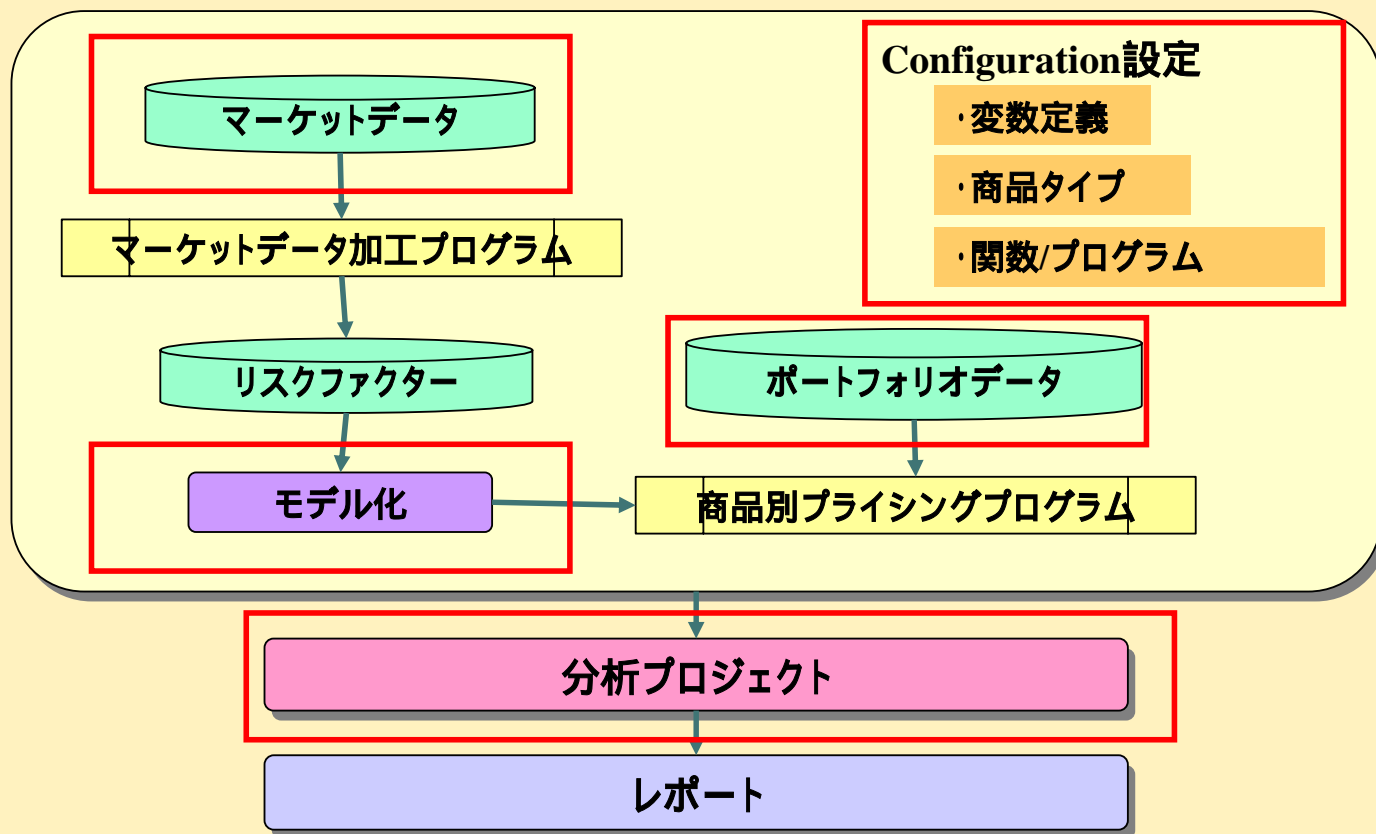 マーケットデータ
Configuration設定
・変数定義
・商品タイプ
・関数/プログラム
マーケットデータ加工プログラム
リスクファクター
ポートフォリオデータ
モデル化
商品別プライシングプログラム
分析プロジェクト
レポート